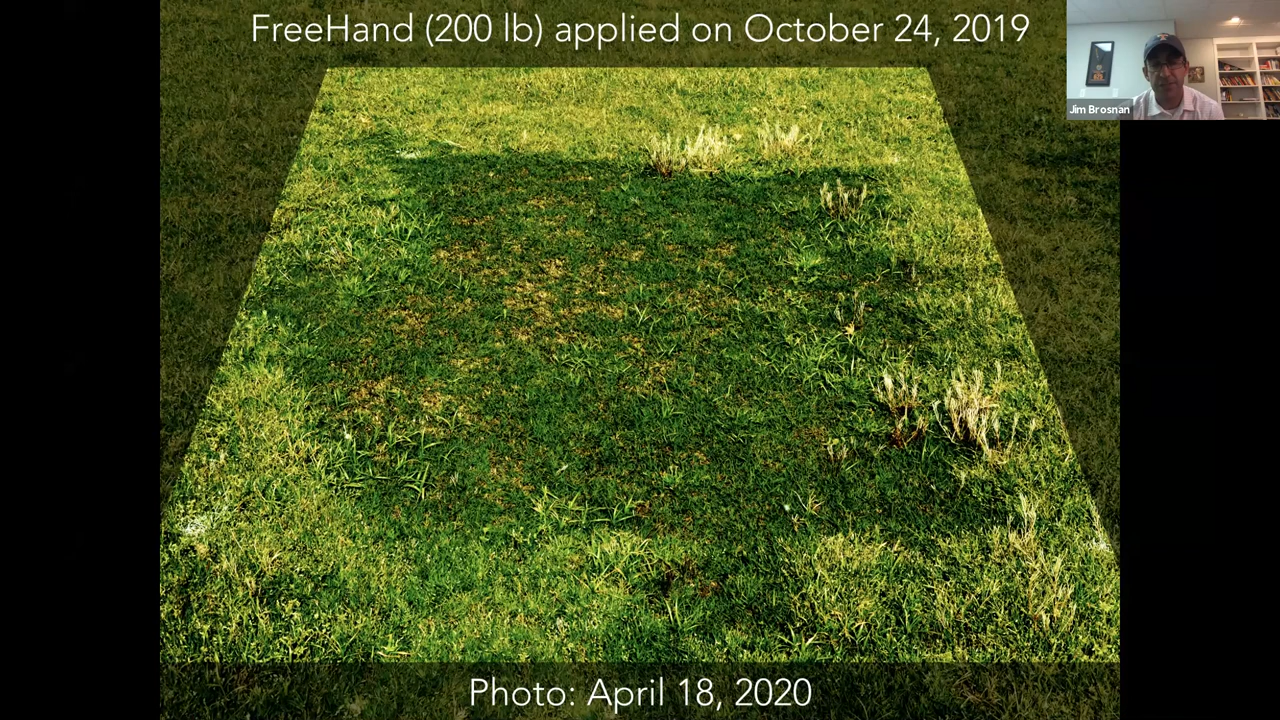 FreeHand (200 lb) applied on October 24, 2019
Jim Brosnan
Photo: April 18, 2020